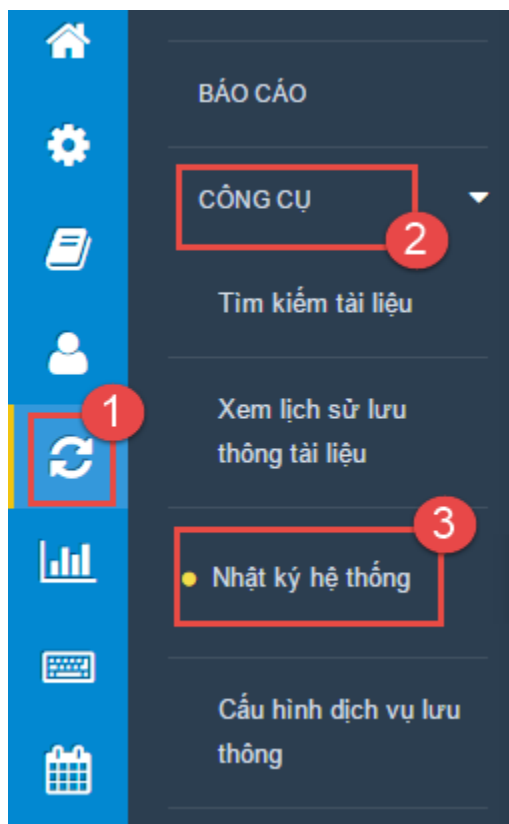 BÁO CÁO
CÔNG CỤ
2
Tìm kiếm tài liệu
1
Xem lịch sử lưu
thông tài liệu
3
Nhật ký hệ thống
Cấu hình dịch vụ lưu
thông